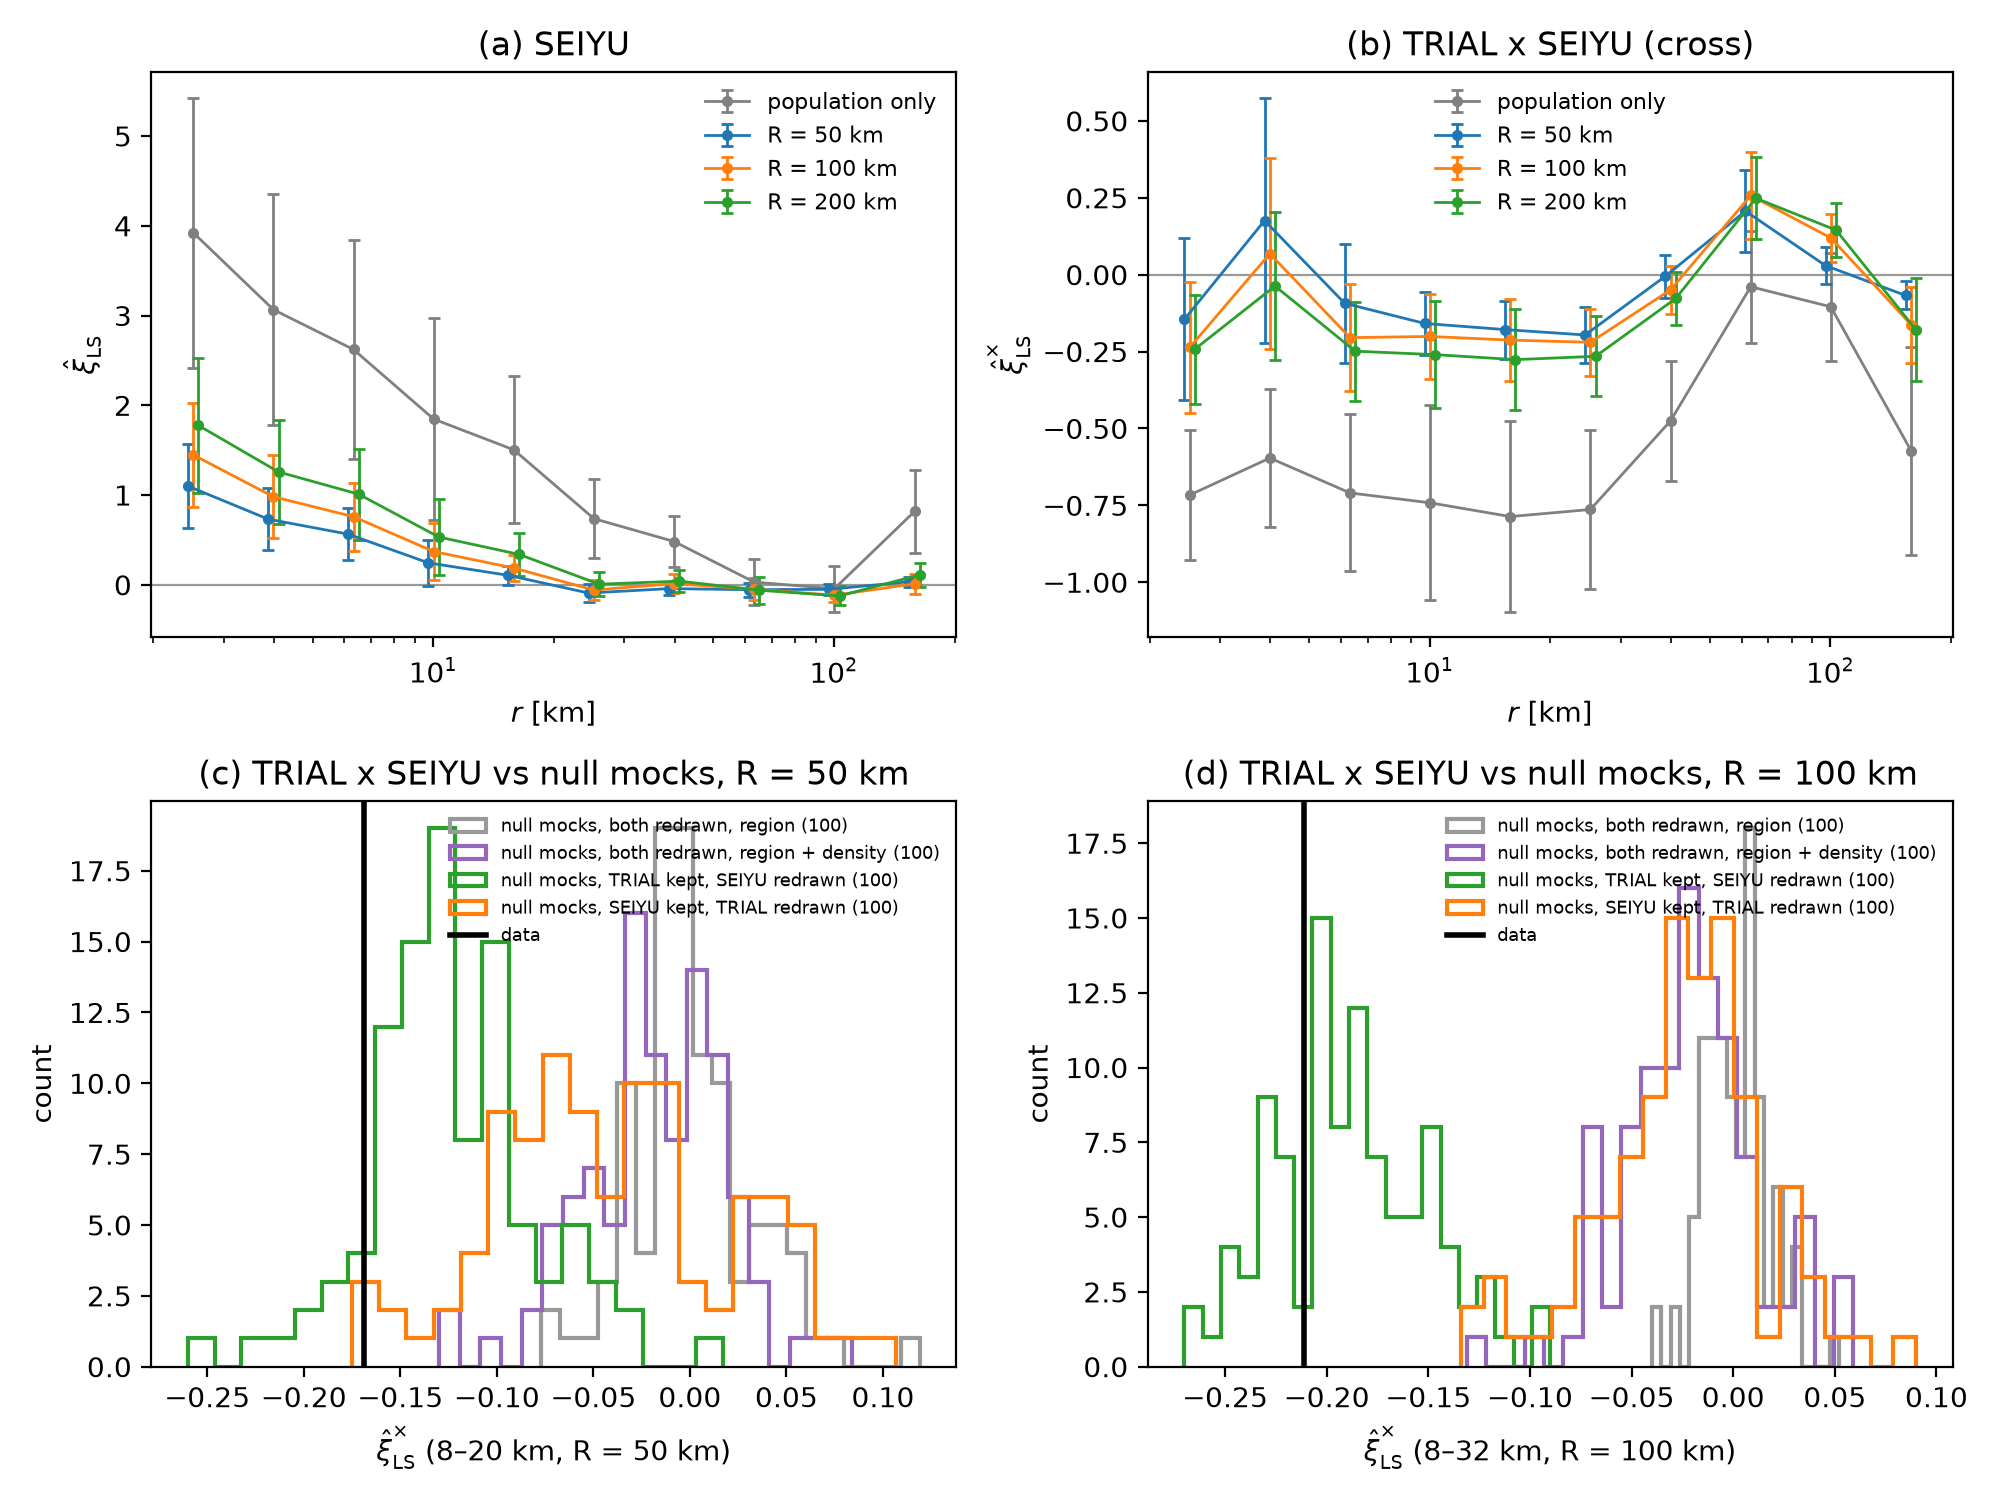 (a) SEIYU
population only
R = 50 km
R = 100 km
R = 200 km
5
4
3
2
1
0
ξ̂_LS
10¹
10²
r [km]
(b) TRIAL x SEIYU (cross)
population only
R = 50 km
R = 100 km
R = 200 km
0.50
0.25
0.00
−0.25
−0.50
−0.75
−1.00
ξ̂^×_LS
10¹
10²
r [km]
(c) TRIAL x SEIYU vs null mocks, R = 50 km
null mocks, both redrawn, region (100)
null mocks, both redrawn, region + density (100)
null mocks, TRIAL kept, SEIYU redrawn (100)
null mocks, SEIYU kept, TRIAL redrawn (100)
data
17.5
15.0
12.5
10.0
7.5
5.0
2.5
0.0
count
−0.25 −0.20 −0.15 −0.10 −0.05 0.00 0.05 0.10
ξ̂^×_LS (8–20 km, R = 50 km)
(d) TRIAL x SEIYU vs null mocks, R = 100 km
null mocks, both redrawn, region (100)
null mocks, both redrawn, region + density (100)
null mocks, TRIAL kept, SEIYU redrawn (100)
null mocks, SEIYU kept, TRIAL redrawn (100)
data
17.5
15.0
12.5
10.0
7.5
5.0
2.5
0.0
count
−0.25 −0.20 −0.15 −0.10 −0.05 0.00 0.05 0.10
ξ̂^×_LS (8–32 km, R = 100 km)